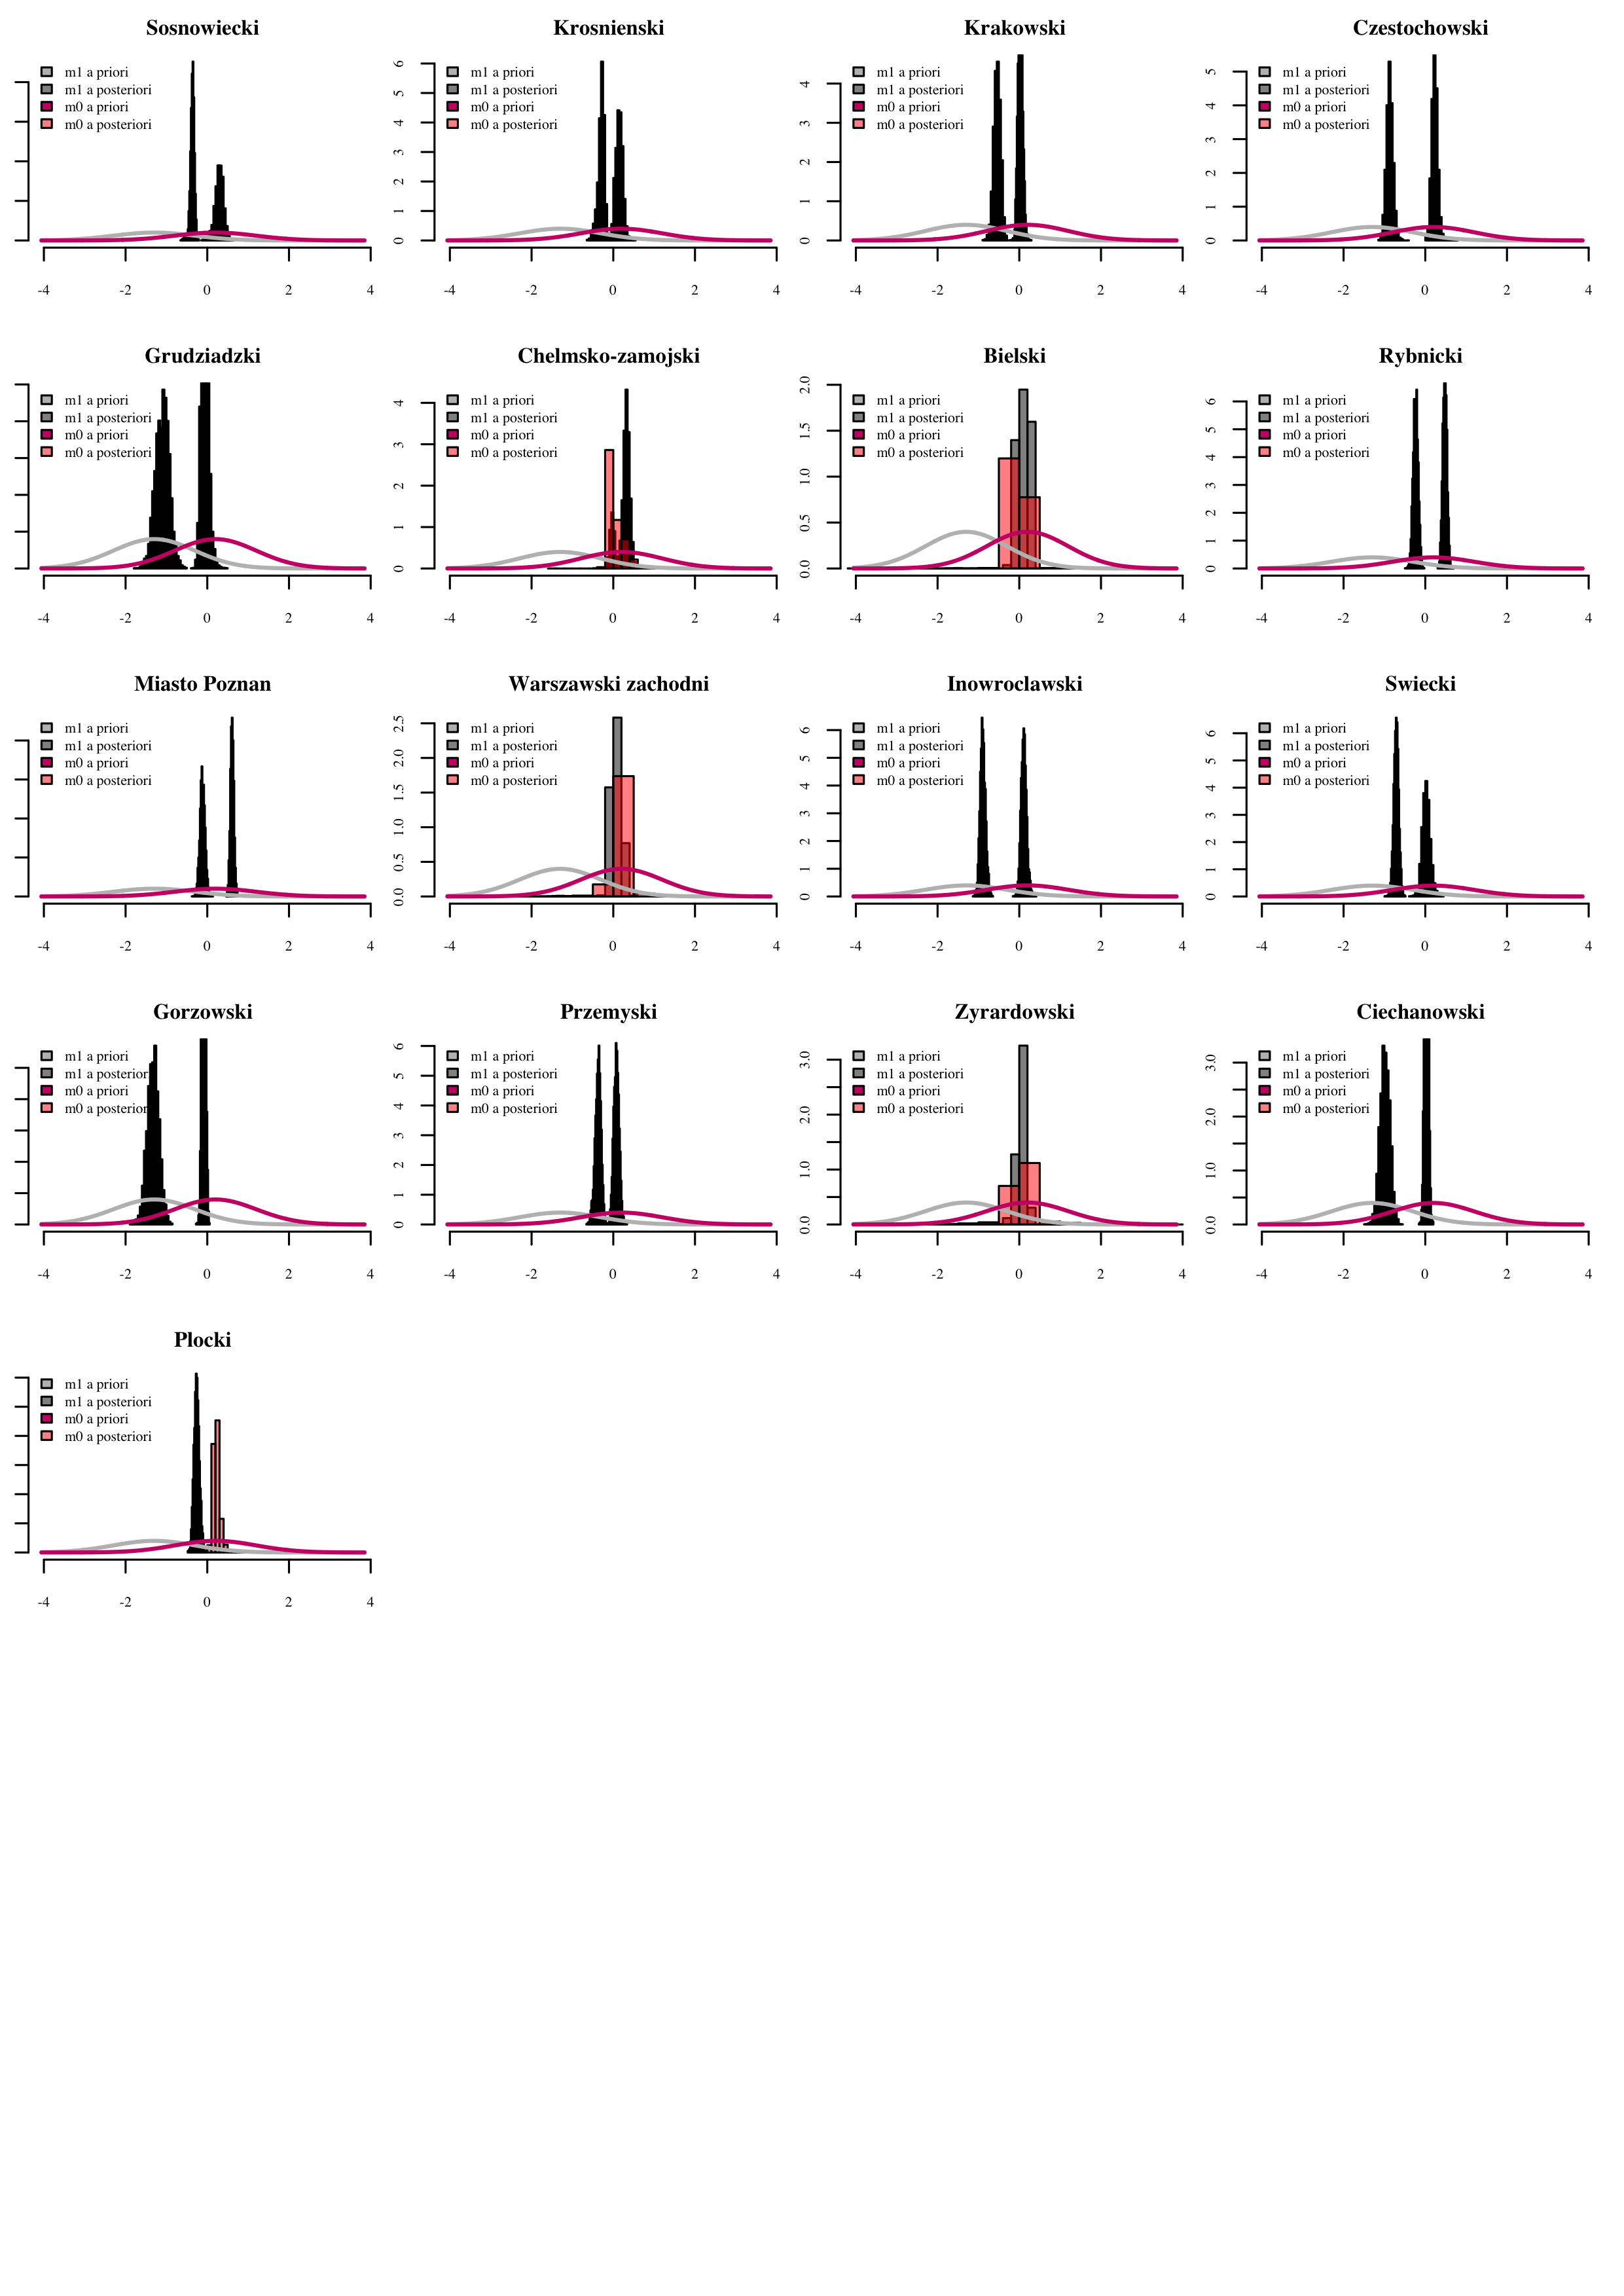 Sosnowiecki
m1 a priori
m1 a posteriori
m0 a priori
m0 a posteriori
-4 -2 0 2 4
Krosnienski
m1 a priori
m1 a posteriori
m0 a priori
m0 a posteriori
0 1 2 3 4 5 6
-4 -2 0 2 4
Krakowski
m1 a priori
m1 a posteriori
m0 a priori
m0 a posteriori
0 1 2 3 4
-4 -2 0 2 4
Czestochowski
m1 a priori
m1 a posteriori
m0 a priori
m0 a posteriori
0 1 2 3 4 5
-4 -2 0 2 4
Grudziadzki
m1 a priori
m1 a posteriori
m0 a priori
m0 a posteriori
-4 -2 0 2 4
Chelmsko-zamojski
m1 a priori
m1 a posteriori
m0 a priori
m0 a posteriori
0 1 2 3 4
-4 -2 0 2 4
Bielski
m1 a priori
m1 a posteriori
m0 a priori
m0 a posteriori
0.0 0.5 1.0 1.5 2.0
-4 -2 0 2 4
Rybnicki
m1 a priori
m1 a posteriori
m0 a priori
m0 a posteriori
0 1 2 3 4 5 6
-4 -2 0 2 4
Miasto Poznan
m1 a priori
m1 a posteriori
m0 a priori
m0 a posteriori
-4 -2 0 2 4
Warszawski zachodni
m1 a priori
m1 a posteriori
m0 a priori
m0 a posteriori
0.0 0.5 1.0 1.5 2.0 2.5
-4 -2 0 2 4
Inowroclawski
m1 a priori
m1 a posteriori
m0 a priori
m0 a posteriori
0 1 2 3 4 5 6
-4 -2 0 2 4
Swiecki
m1 a priori
m1 a posteriori
m0 a priori
m0 a posteriori
0 1 2 3 4 5 6
-4 -2 0 2 4
Gorzowski
m1 a priori
m1 a posterior
m0 a priori
m0 a posterior
-4 -2 0 2 4
Przemyski
m1 a priori
m1 a posteriori
m0 a priori
m0 a posteriori
0 1 2 3 4 5 6
-4 -2 0 2 4
Zyrardowski
m1 a priori
m1 a posteriori
m0 a priori
m0 a posteriori
0.0 1.0 2.0 3.0
-4 -2 0 2 4
Ciechanowski
m1 a priori
m1 a posteriori
m0 a priori
m0 a posteriori
0.0 1.0 2.0 3.0
-4 -2 0 2 4
Plocki
m1 a priori
m1 a posteriori
m0 a priori
m0 a posteriori
-4 -2 0 2 4